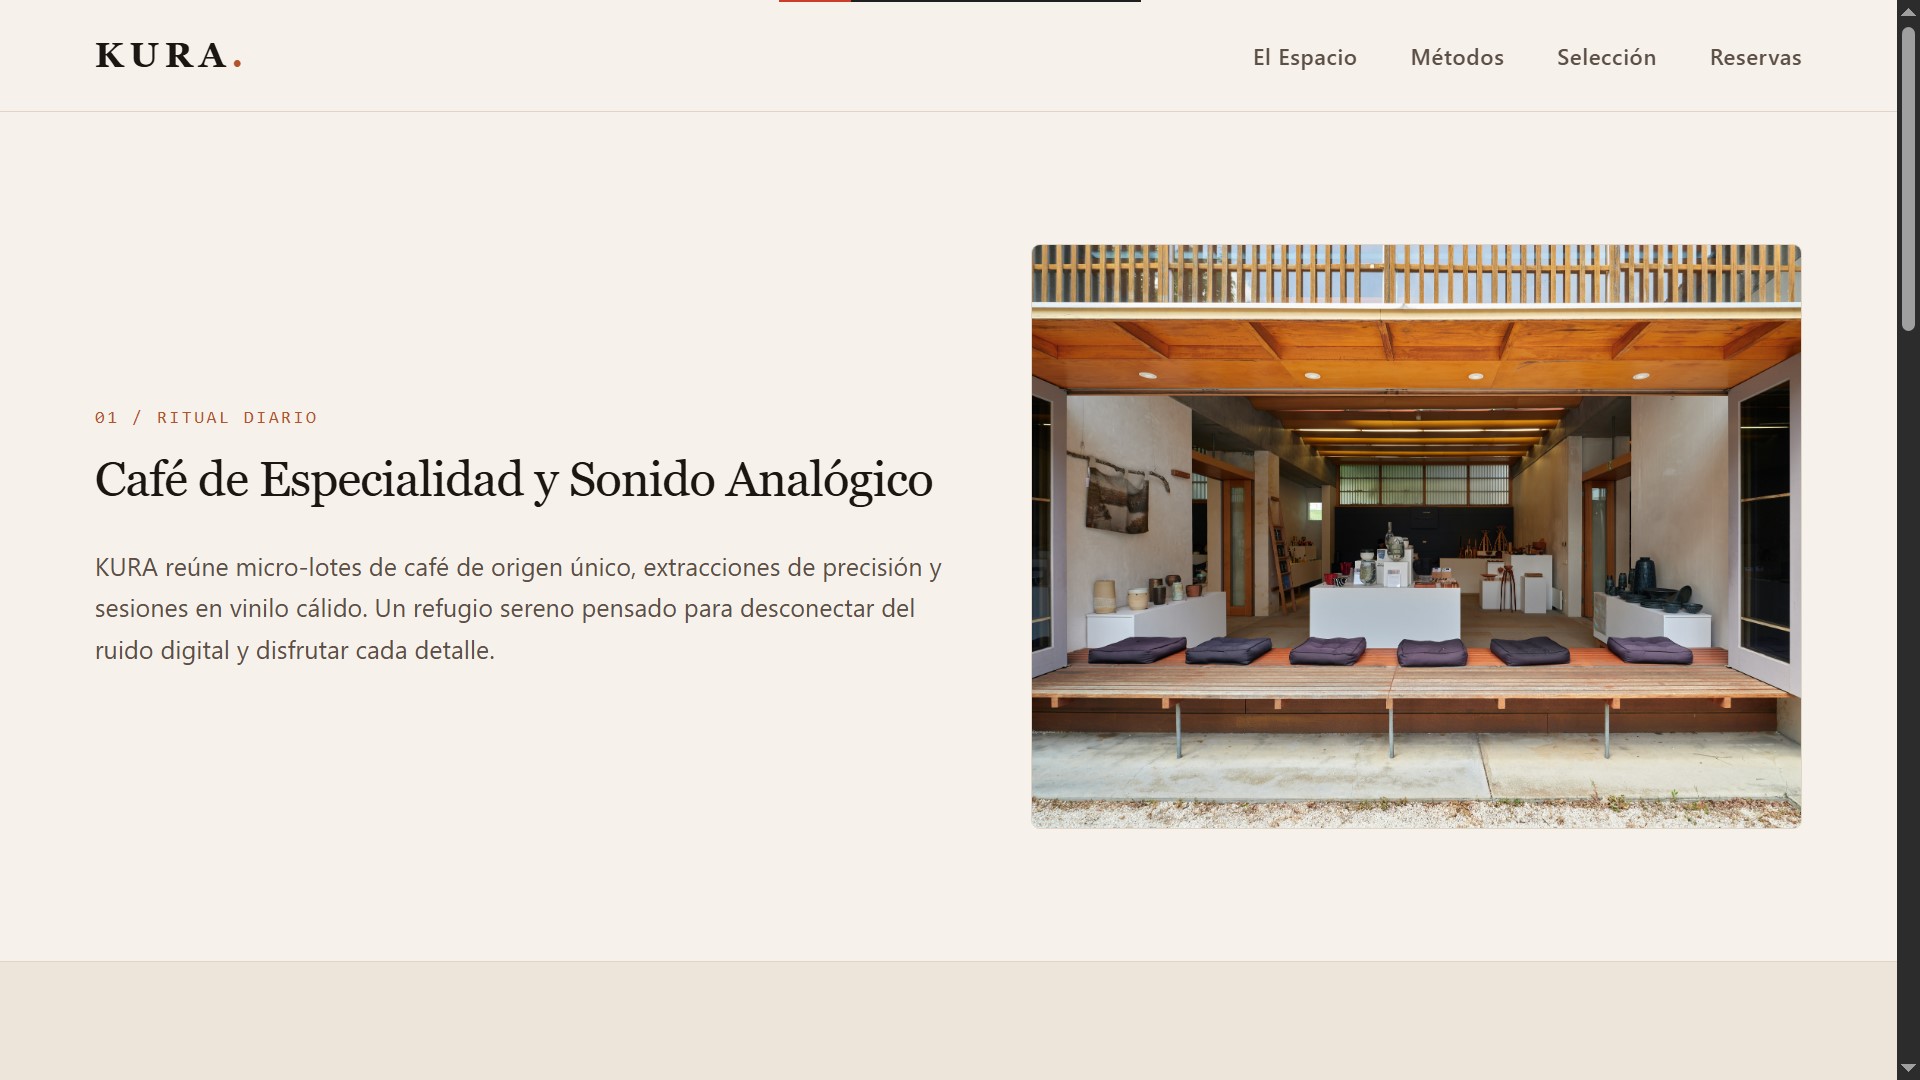 KURA.
El Espacio
Métodos
Selección
Reservas
01 / RITUAL DIARIO
Café de Especialidad y Sonido Analógico
KURA reúne micro-lotes de café de origen único, extracciones de precisión y
sesiones en vinilo cálido. Un refugio sereno pensado para desconectar del
ruido digital y disfrutar cada detalle.